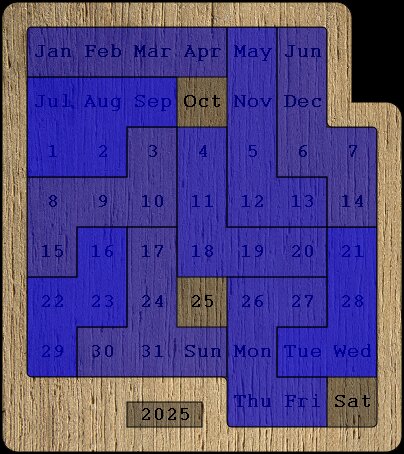 Jan Feb Mar Apr May Jun
Jul Aug Sep Oct Nov Dec
1 2 3 4 5 6 7
8 9 10 11 12 13 14
15 16 17 18 19 20 21
22 23 24 25 26 27 28
29 30 31 Sun Mon Tue Wed
Thu Fri Sat
2025